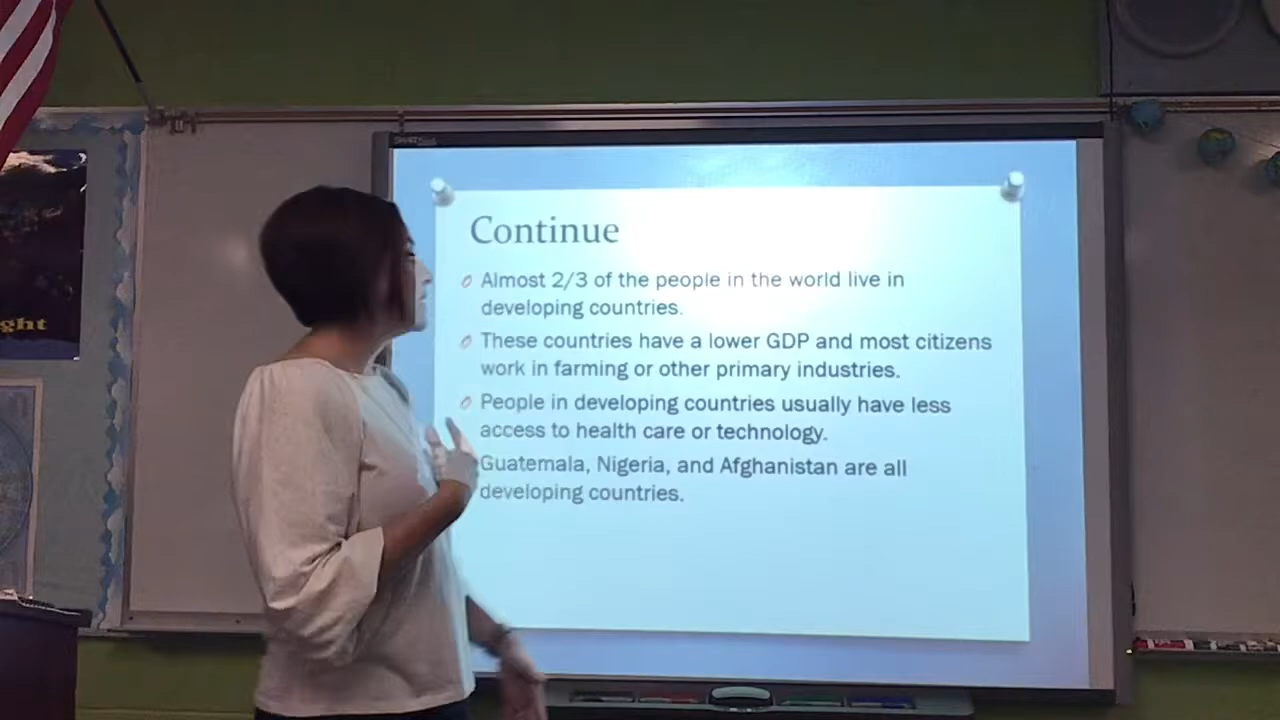 Continue
Almost 2/3 of the people in the world live in
developing countries.
These countries have a lower GDP and most citizens
work in farming or other primary industries.
People in developing countries usually have less
access to health care or technology.
Guatemala, Nigeria, and Afghanistan are all
developing countries.
ght